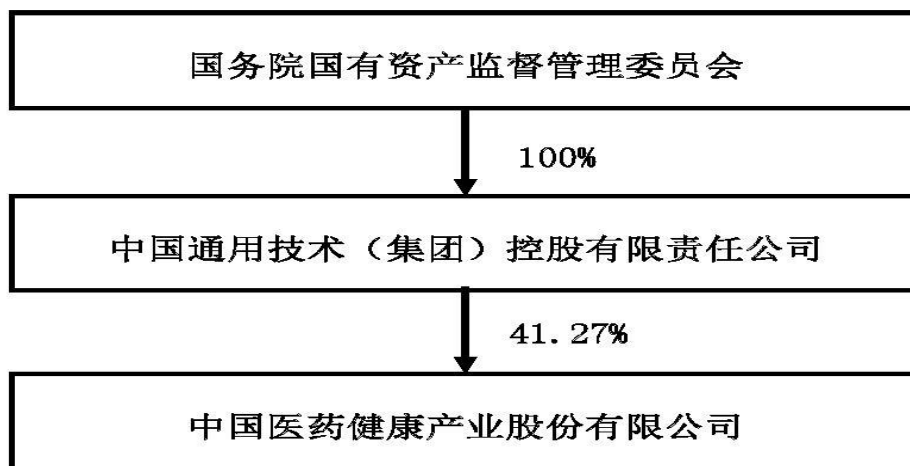 国务院国有资产监督管理委员会
100%
中国通用技术（集团）控股有限责任公司
41.27%
中国医药健康产业股份有限公司